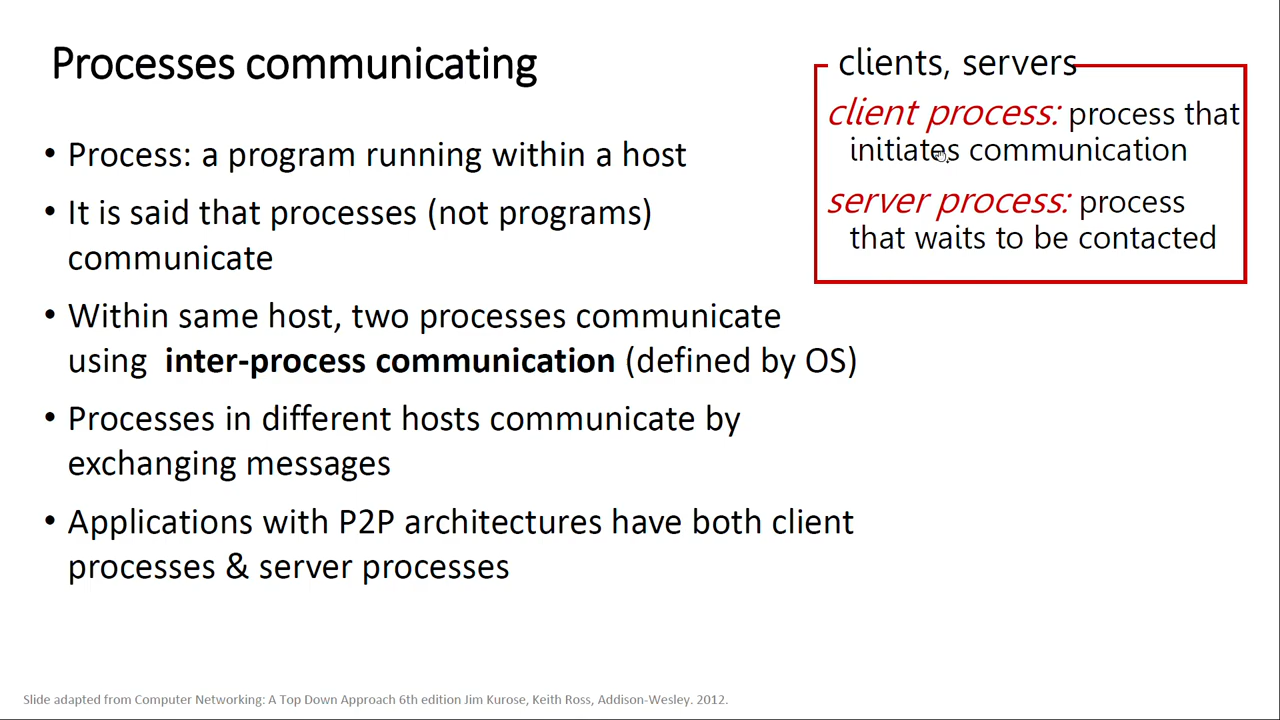 Processes communicating
• Process: a program running within a host
• It is said that processes (not programs)
communicate
• Within same host, two processes communicate
using inter-process communication (defined by OS)
• Processes in different hosts communicate by
exchanging messages
• Applications with P2P architectures have both client
processes & server processes
clients, servers
client process: process that
initiates communication
server process: process
that waits to be contacted
Slide adapted from Computer Networking: A Top Down Approach 6th edition Jim Kurose, Keith Ross, Addison-Wesley. 2012.